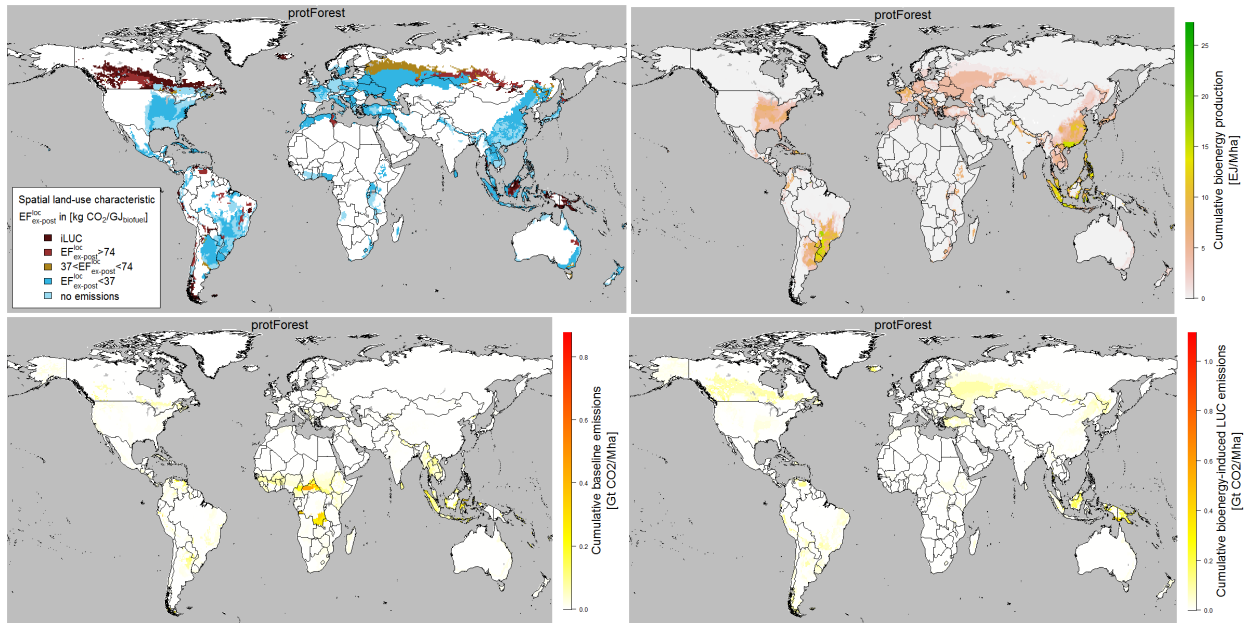 protForest
Spatial land-use characteristic
EF^loc_ex-post in [kg CO2/GJbiofuel]
iLUC
EF^loc_ex-post>74
37<EF^loc_ex-post<74
EF^loc_ex-post<37
no emissions
protForest
25
20
15
10
5
0
Cumulative bioenergy production
[EJ/Mha]
protForest
0.8
0.6
0.4
0.2
0.0
Cumulative baseline emissions
[Gt CO2/Mha]
protForest
1.0
0.8
0.6
0.4
0.2
0.0
Cumulative bioenergy-induced LUC emissions
[Gt CO2/Mha]